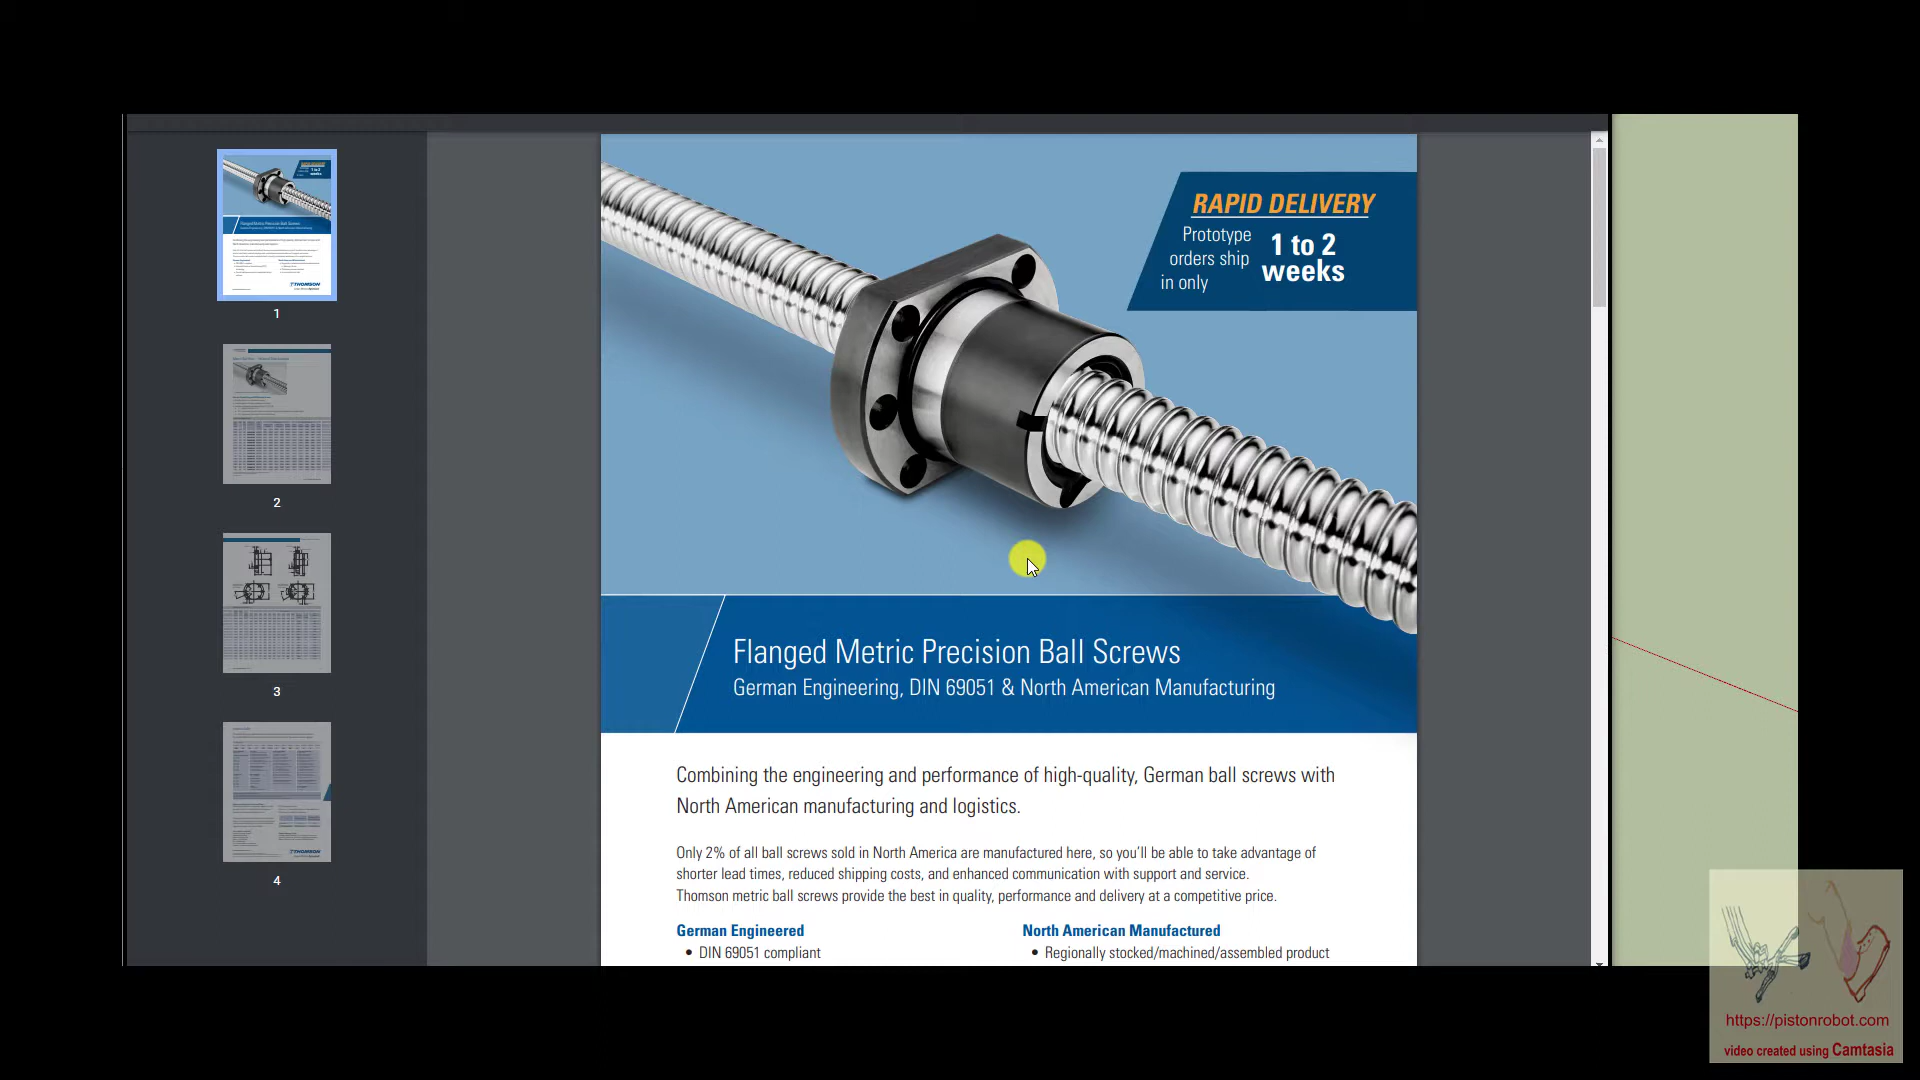 RAPID DELIVERY
Prototype
orders ship
in only
1 to 2
weeks
Flanged Metric Precision Ball Screws
German Engineering, DIN 69051 & North American Manufacturing
Combining the engineering and performance of high-quality, German ball screws with
North American manufacturing and logistics.
Only 2% of all ball screws sold in North America are manufactured here, so you'll be able to take advantage of
shorter lead times, reduced shipping costs, and enhanced communication with support and service.
Thomson metric ball screws provide the best in quality, performance and delivery at a competitive price.
German Engineered
• DIN 69051 compliant
North American Manufactured
• Regionally stocked/machined/assembled product
1
2
3
4
THOMSON
THOMSON
https://pistonrobot.com
video created using Camtasia